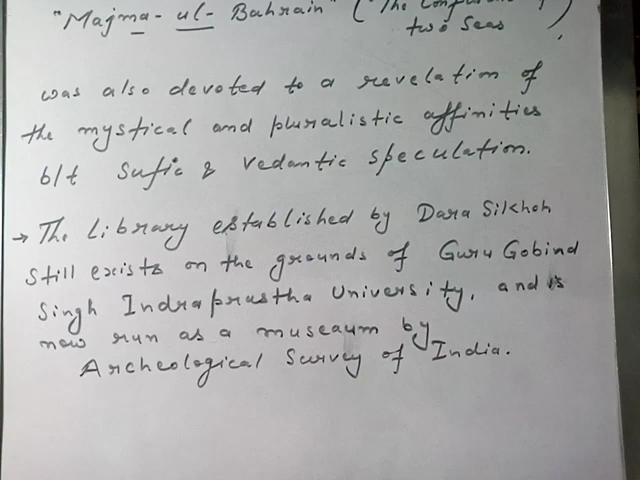 "Majma-ul-Bahrain" (The
two Seas)
was also devoted to a revelation of
the mystical and pluralistic affinities
b/t Sufic & Vedantic Speculation.
→ The Library established by Dara Silkhoh
still exists on the grounds of Guru Gobind
Singh Indraprastha University, and is
now run as a museaum by
Archeological Survey of India.